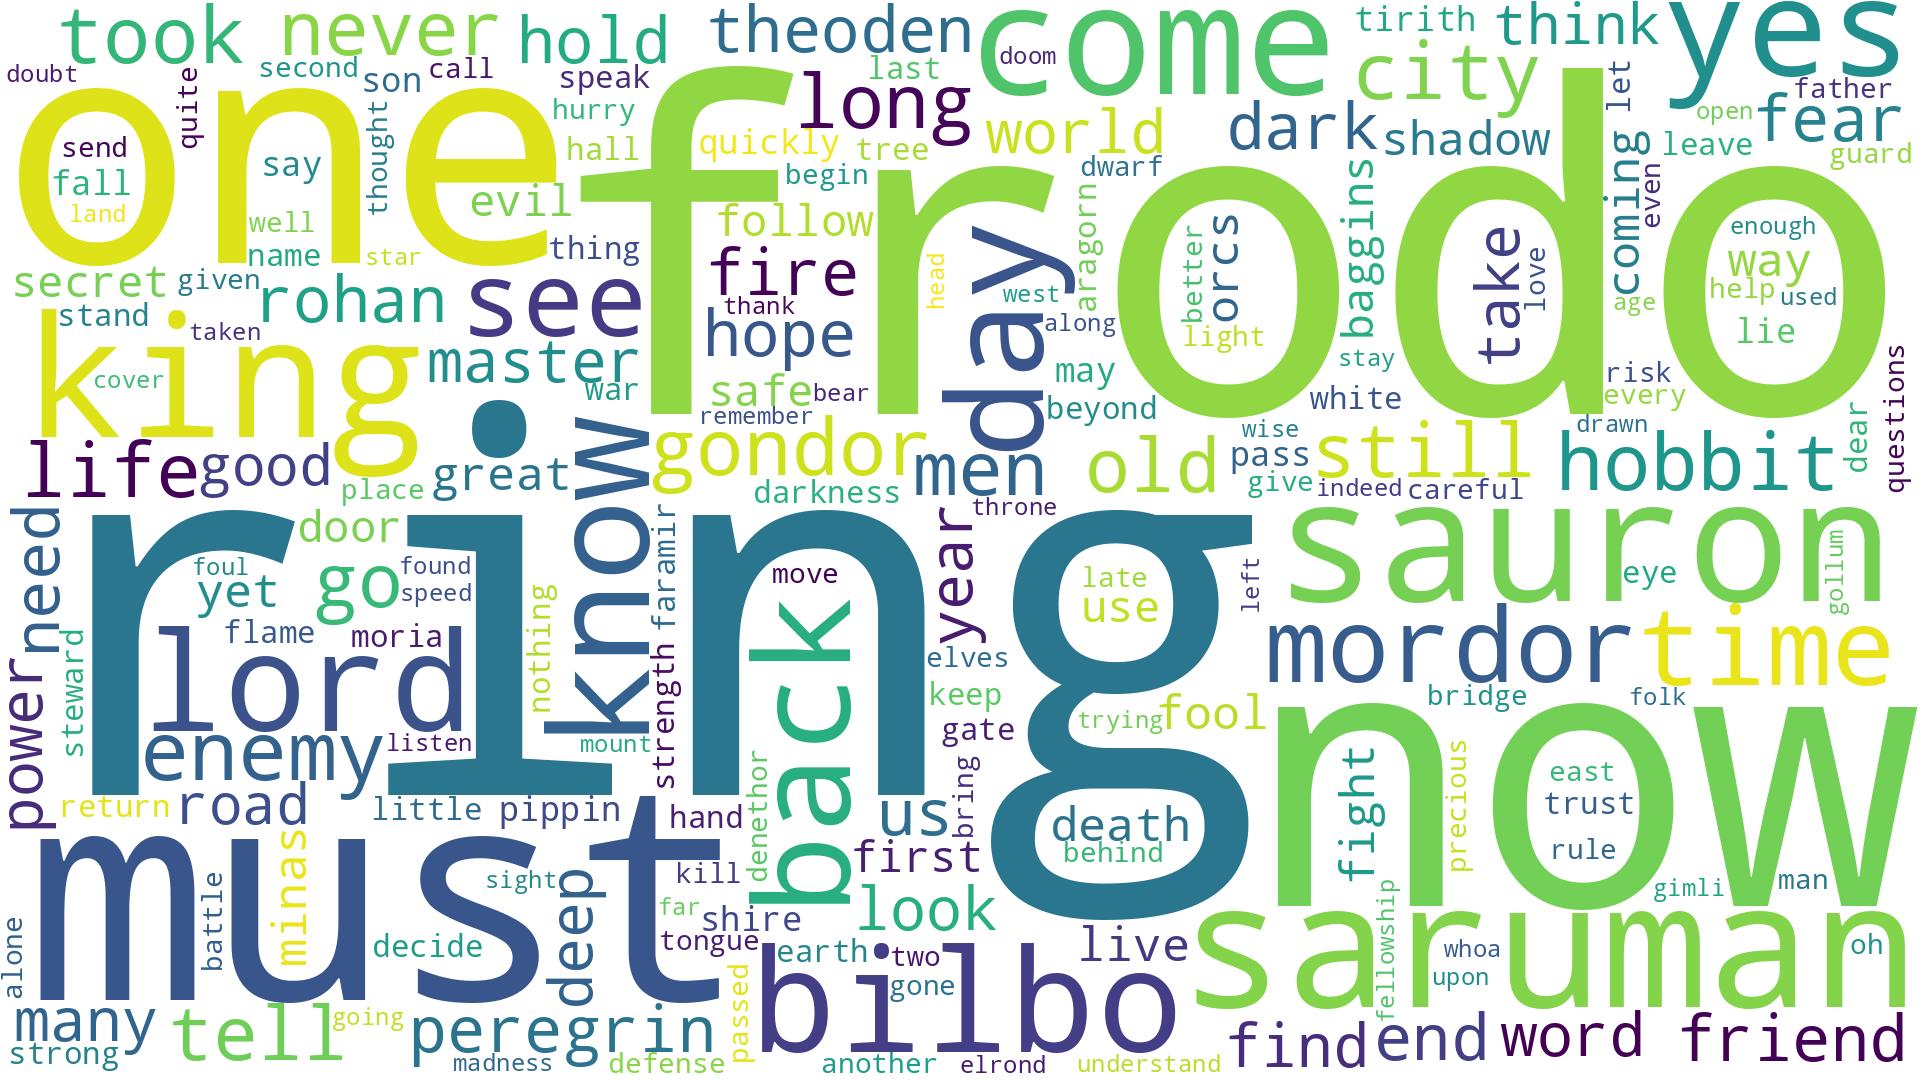 took
never
hold
theoden
come
tirith
think
yes
doubt
second
son
call
speak
last
doom
city
let
father
quite
hurry
long
world
dark
shadow
open
fear
one
frodo
send
say
thought
hall
quickly
tree
dwarf
leave
guard
fall
evil
begin
baggins
coming
even
land
well
follow
aragorn
better
orcs
take
love
enough
name
star
thing
fire
head
day
way
secret
given
rohan
see
thank
west
light
age
help
used
stand
taken
hope
along
lie
king
cover
master
war
safe
bear
may
stay
risk
every
questions
remember
beyond
white
drawn
dear
life
good
great
know
gondor
men
old
wise
pass
still
hobbit
place
darkness
give
indeed
careful
throne
need
door
faramir
year
sauron
gollum
foul
found
move
late
left
eye
yet
go
speed
use
ring
steward
flame
moria
nothing
back
elves
mordor
time
power
lord
strength
keep
bridge
folk
trying
fool
enemy
listen
mount
gate
now
return
road
little
pippin
hand
denethor
us
bring
death
fight
precious
east
trust
must
minas
first
behind
rule
battle
sight
deep
kill
look
gimli
man
alone
decide
far
shire
tongue
earth
two
live
saruman
fellowship
whoa
oh
many
tell
going
peregrin
passed
bilbo
gone
upon
strong
madness
defense
another
elrond
understand
find
end
word
friend